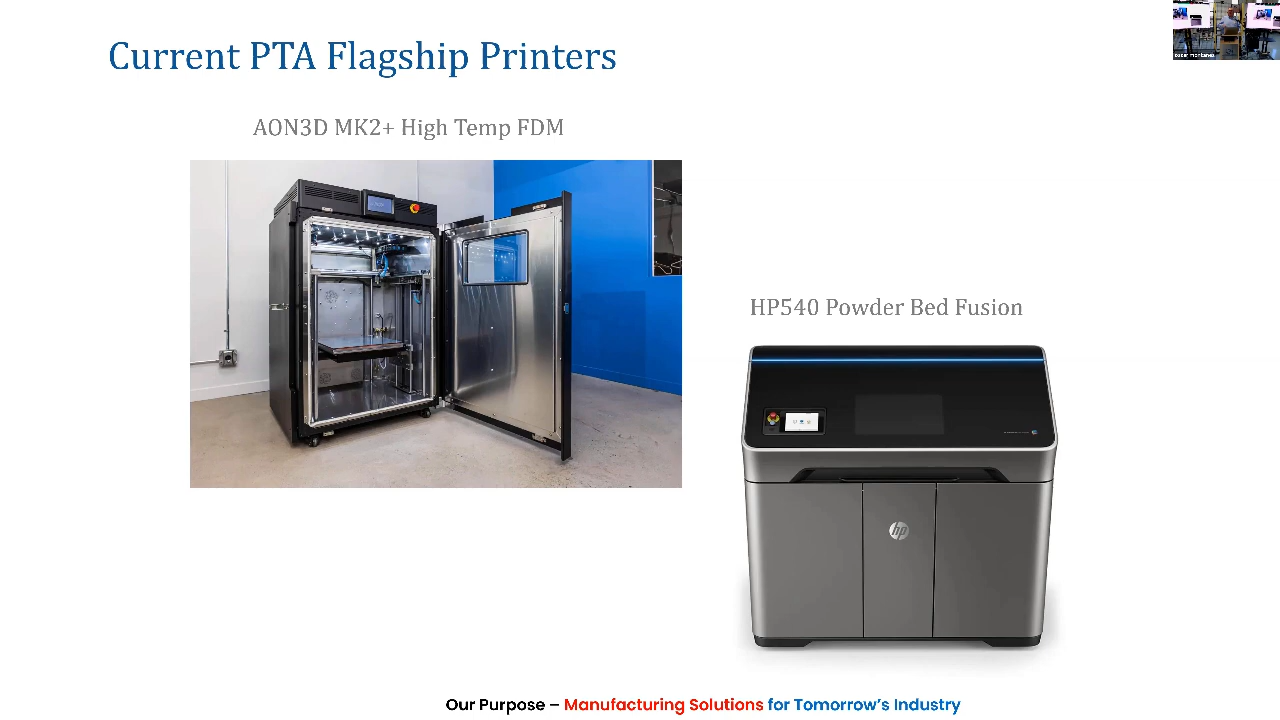 Current PTA Flagship Printers
AON3D MK2+ High Temp FDM
HP540 Powder Bed Fusion
hp
Our Purpose – Manufacturing Solutions for Tomorrow's Industry